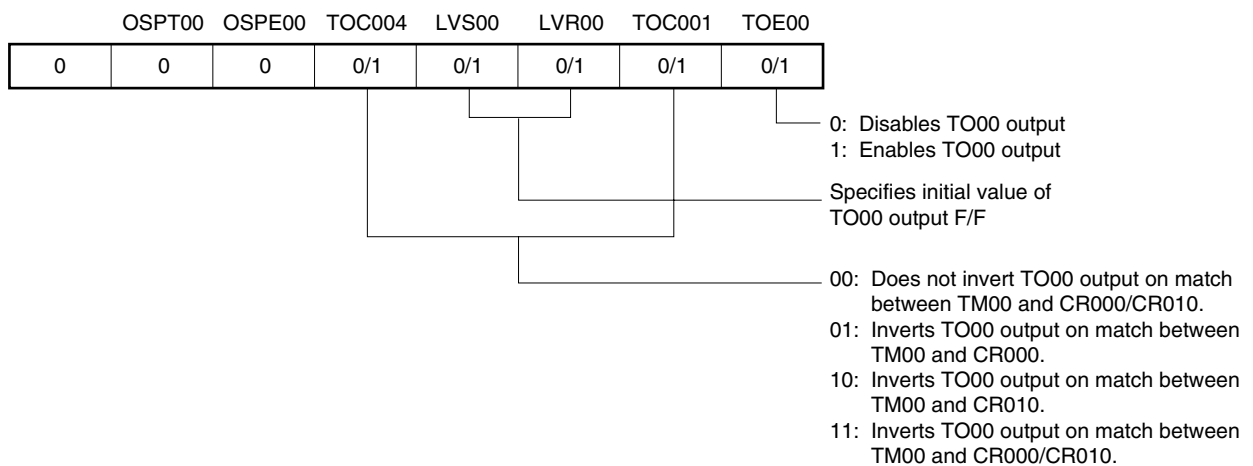 OSPT00 OSPE00 TOC004 LVS00 LVR00 TOC001 TOE00
0 0 0 0/1 0/1 0/1 0/1 0/1
0: Disables TO00 output
1: Enables TO00 output
Specifies initial value of
TO00 output F/F
00: Does not invert TO00 output on match
between TM00 and CR000/CR010.
01: Inverts TO00 output on match between
TM00 and CR000.
10: Inverts TO00 output on match between
TM00 and CR010.
11: Inverts TO00 output on match between
TM00 and CR000/CR010.